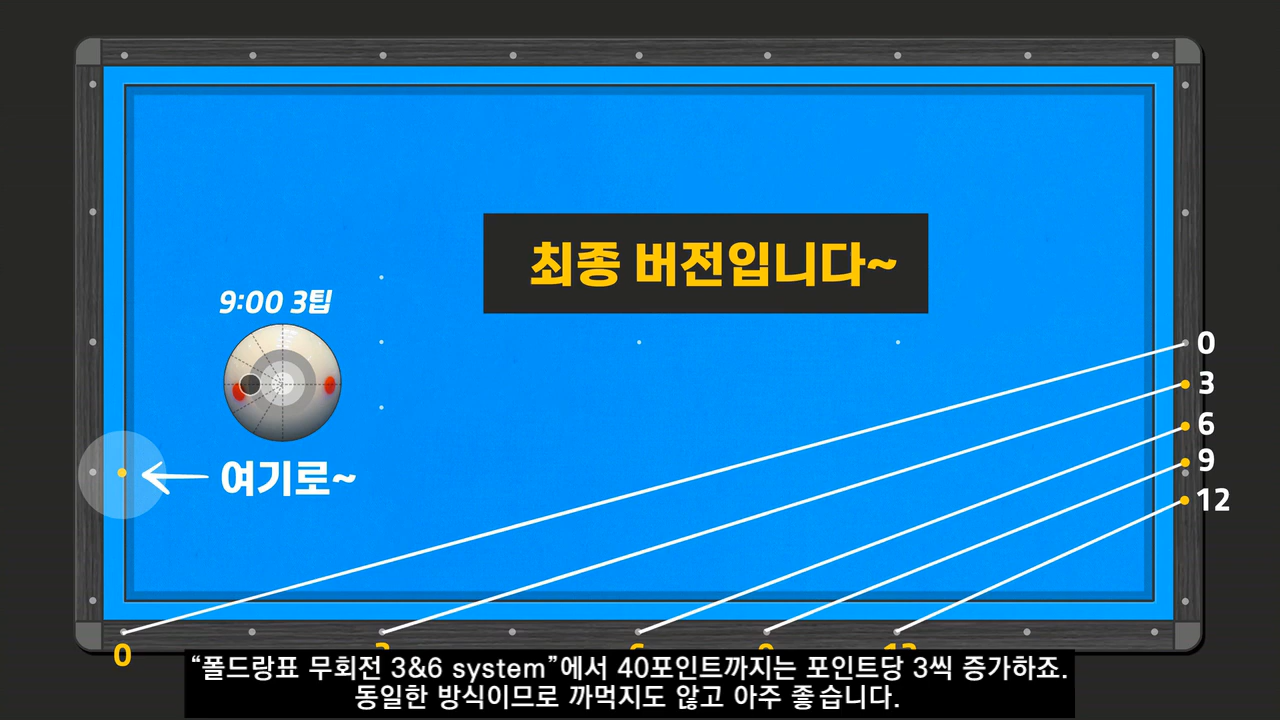 최종 버전입니다~
9:00 3팁
여기로~
0
3
6
9
12
0
“폴드랑표 무회전 3&6 system”에서 40포인트까지는 포인트당 3씩 증가하죠.
동일한 방식이므로 까먹지도 않고 아주 좋습니다.